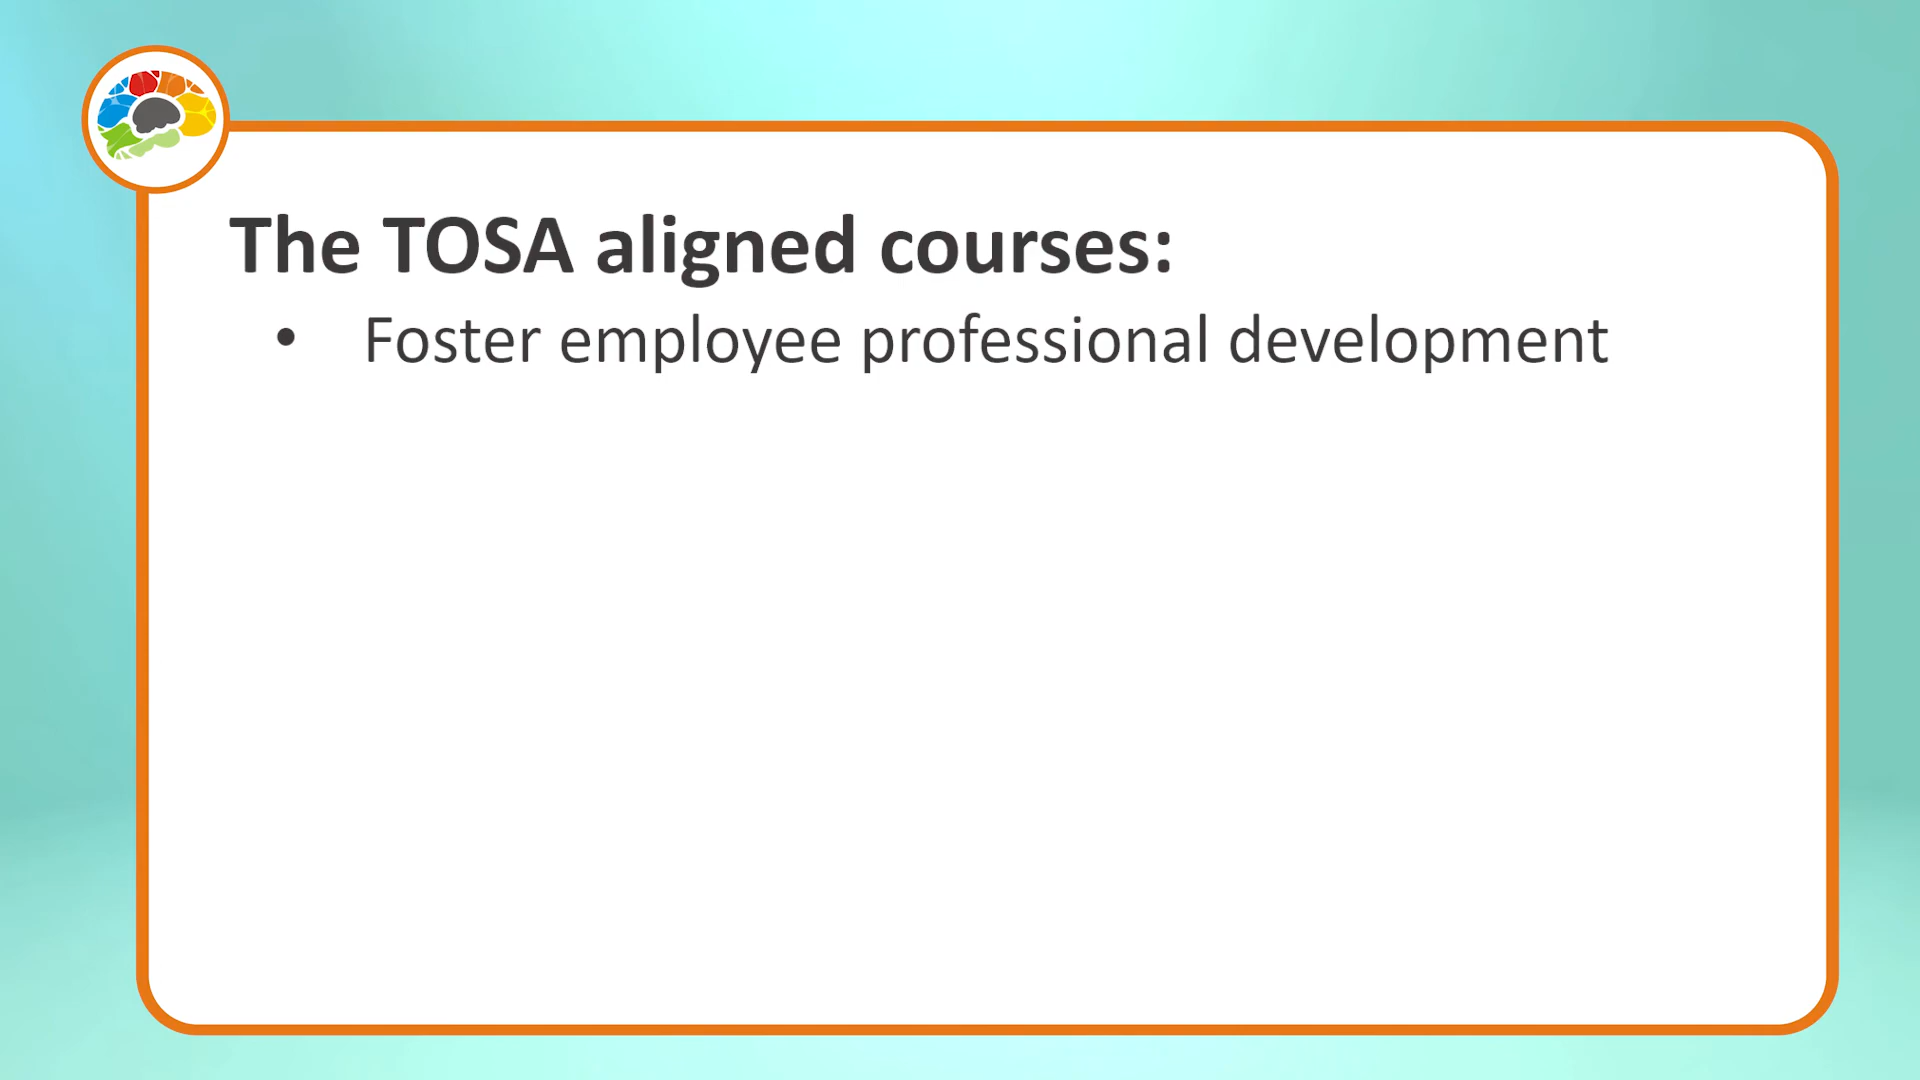 The TOSA aligned courses:
• Foster employee professional development